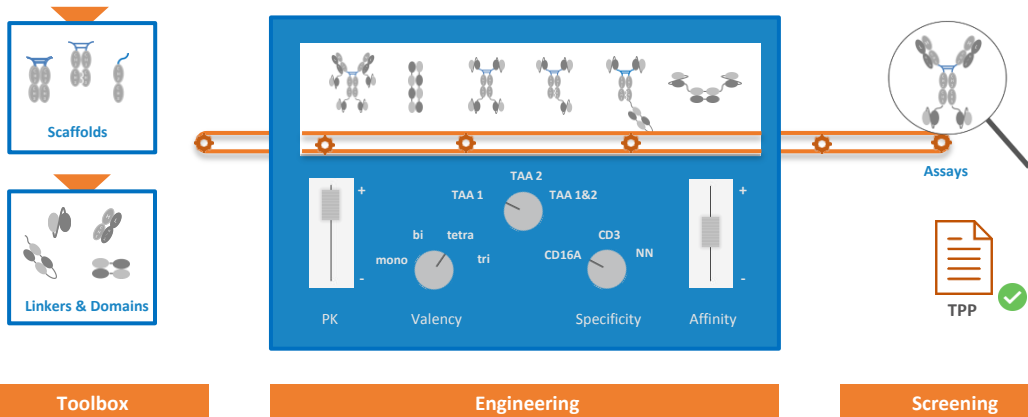 Scaffolds
Linkers & Domains
TAA 2
TAA 1
TAA 1&2
bi
tetra
mono
tri
CD3
CD16A
NN
+
-
+
-
PK
Valency
Specificity
Affinity
Assays
TPP
Toolbox
Engineering
Screening